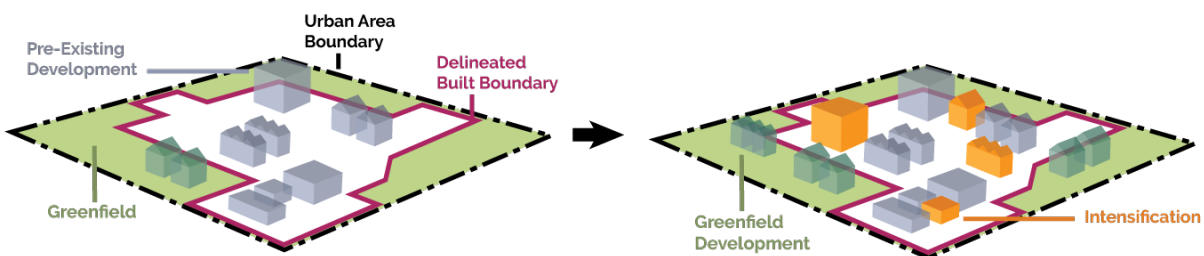 Urban Area
Boundary
Pre-Existing
Development
Delineated
Built Boundary
Greenfield
Greenfield
Development
Intensification